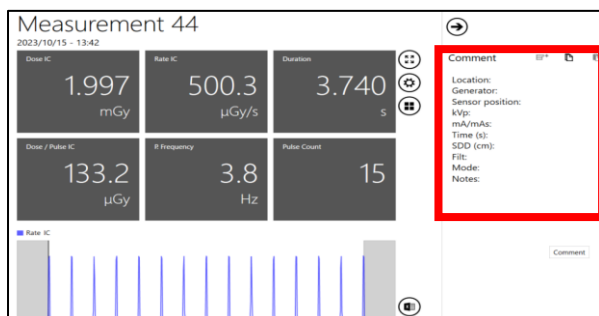 Measurement 44
2023/10/15 - 13:42
Dose IC
1.997
mGy
Rate IC
500.3
µGy/s
Duration
3.740
s
Dose / Pulse IC
133.2
µGy
P. Frequency
3.8
Hz
Pulse Count
15
Rate IC
Comment
Location:
Generator:
Sensor position:
kVp:
mA/mAs:
Time (s):
SDD (cm):
Filt:
Mode:
Notes:
Comment